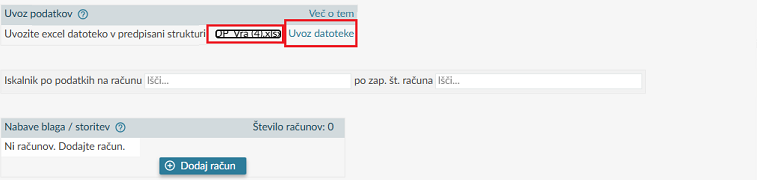 Uvoz podatkov ? Več o tem
Uvozite excel datoteko v predpisani strukturi OP_Vra (4).xlsx Uvoz datoteke
Iskalnik po podatkih na računu Išči... po zap. št. računa Išči...
Nabave blaga / storitev ? Število računov: 0
Ni računov. Dodajte račun.
Dodaj račun